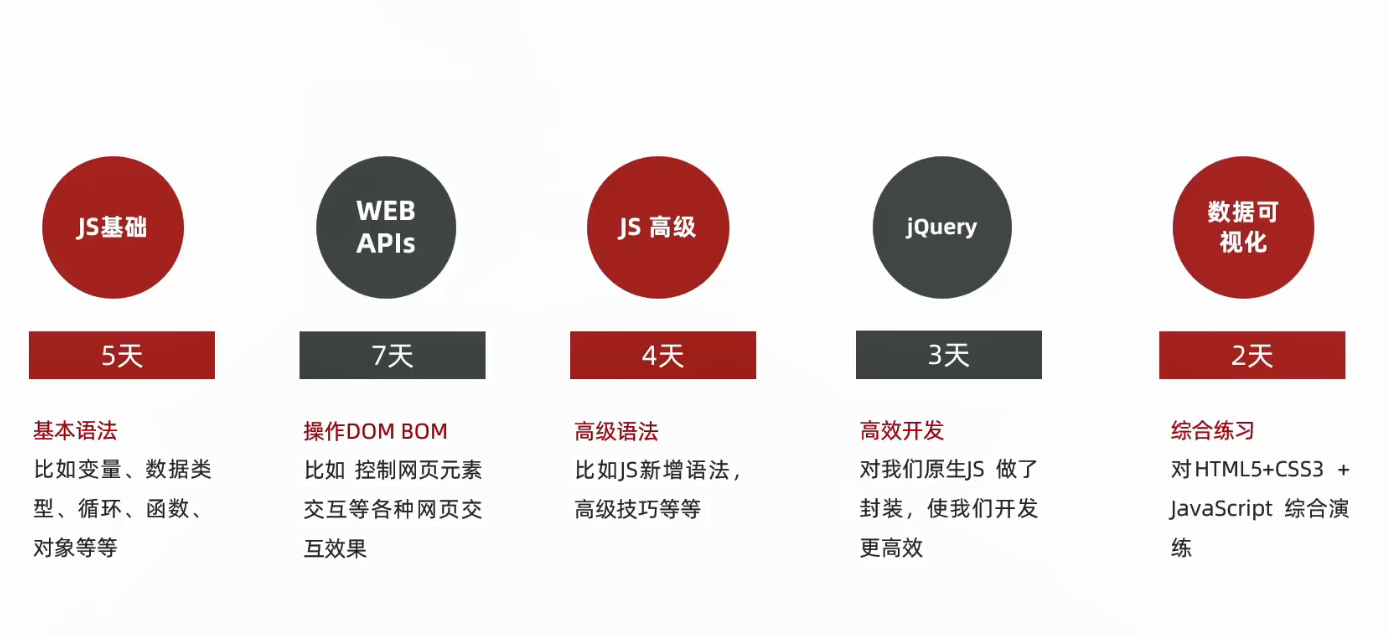 JS基础
WEB
APIs
JS 高级
jQuery
数据可
视化
5天
7天
4天
3天
2天
基本语法
比如变量、数据类
型、循环、函数、
对象等等
操作DOM BOM
比如 控制网页元素
交互等各种网页交
互效果
高级语法
比如JS新增语法，
高级技巧等等
高效开发
对我们原生JS 做了
封装，使我们开发
更高效
综合练习
对HTML5+CSS3 +
JavaScript 综合演
练